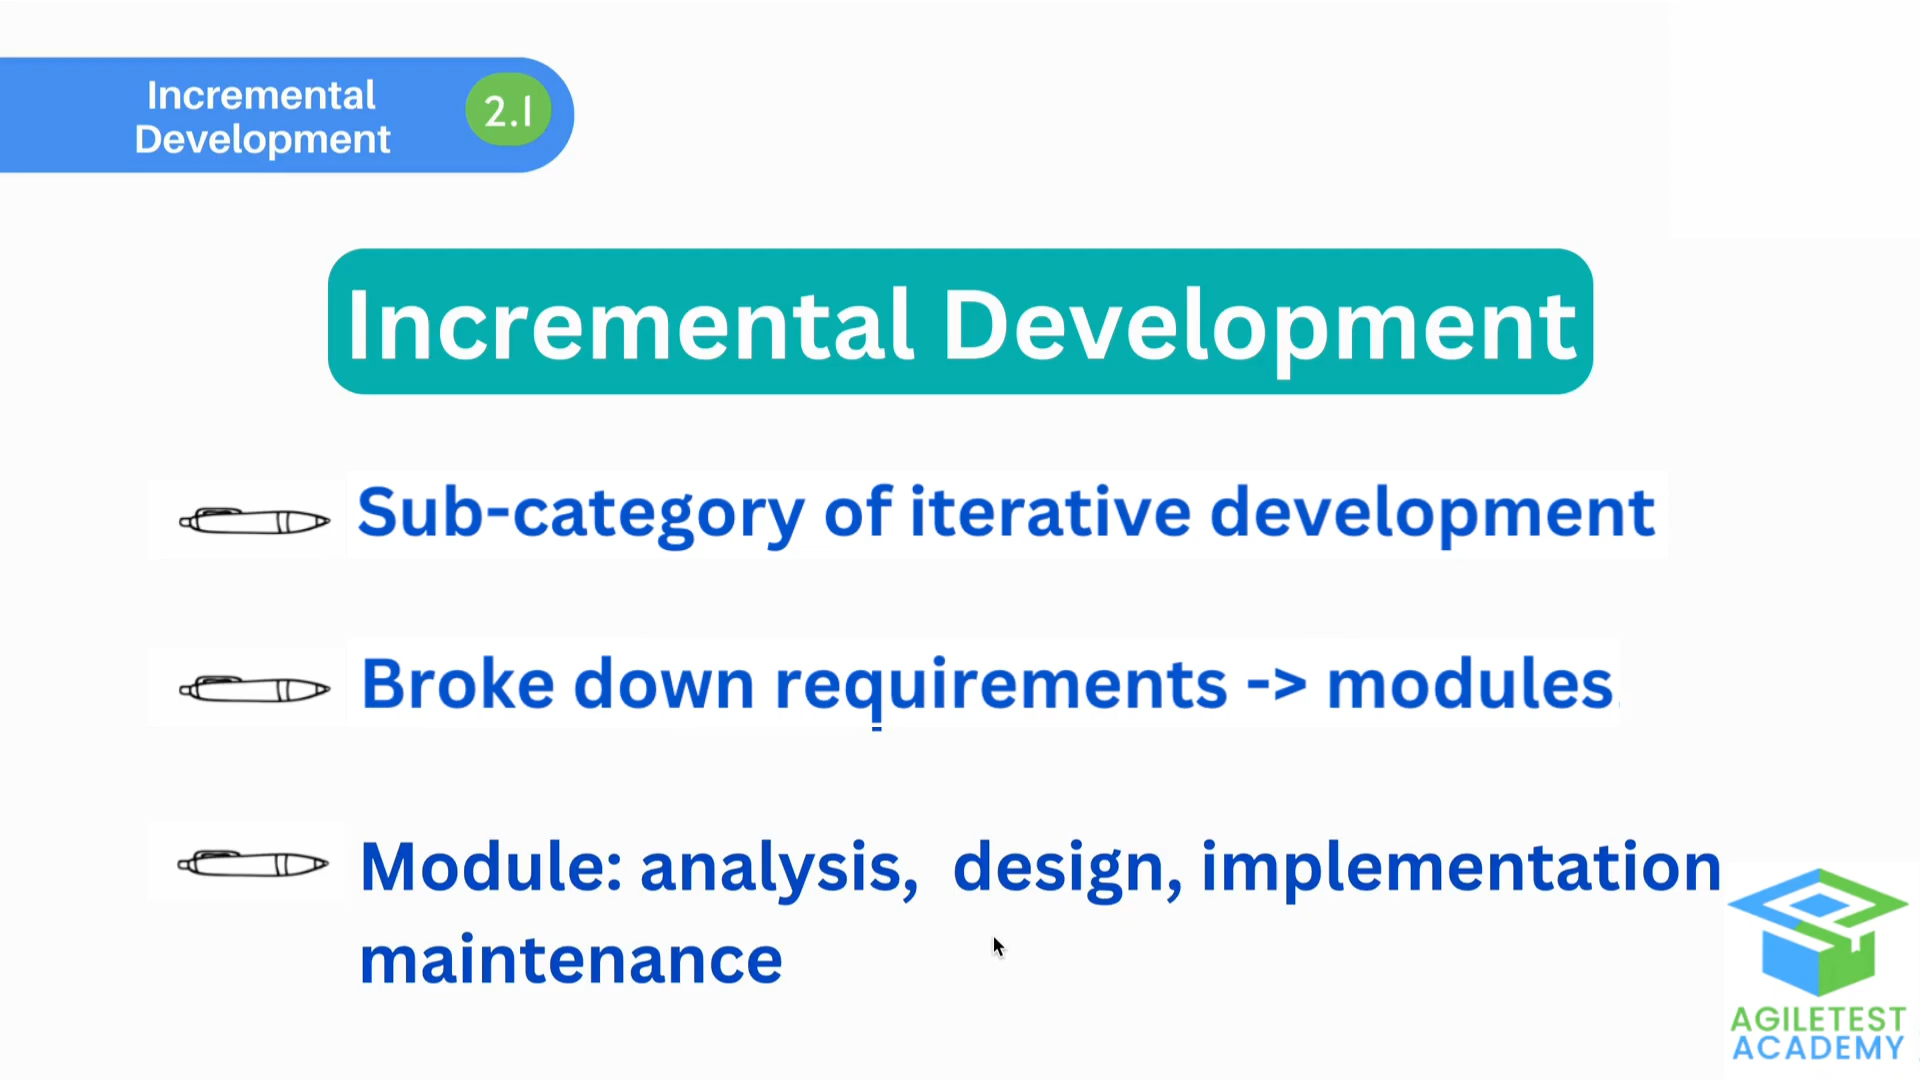 Incremental
Development
2.1
Incremental Development
Sub-category of iterative development
Broke down requirements -> modules
Module: analysis,  design, implementation
maintenance
AGILETEST
ACADEMY